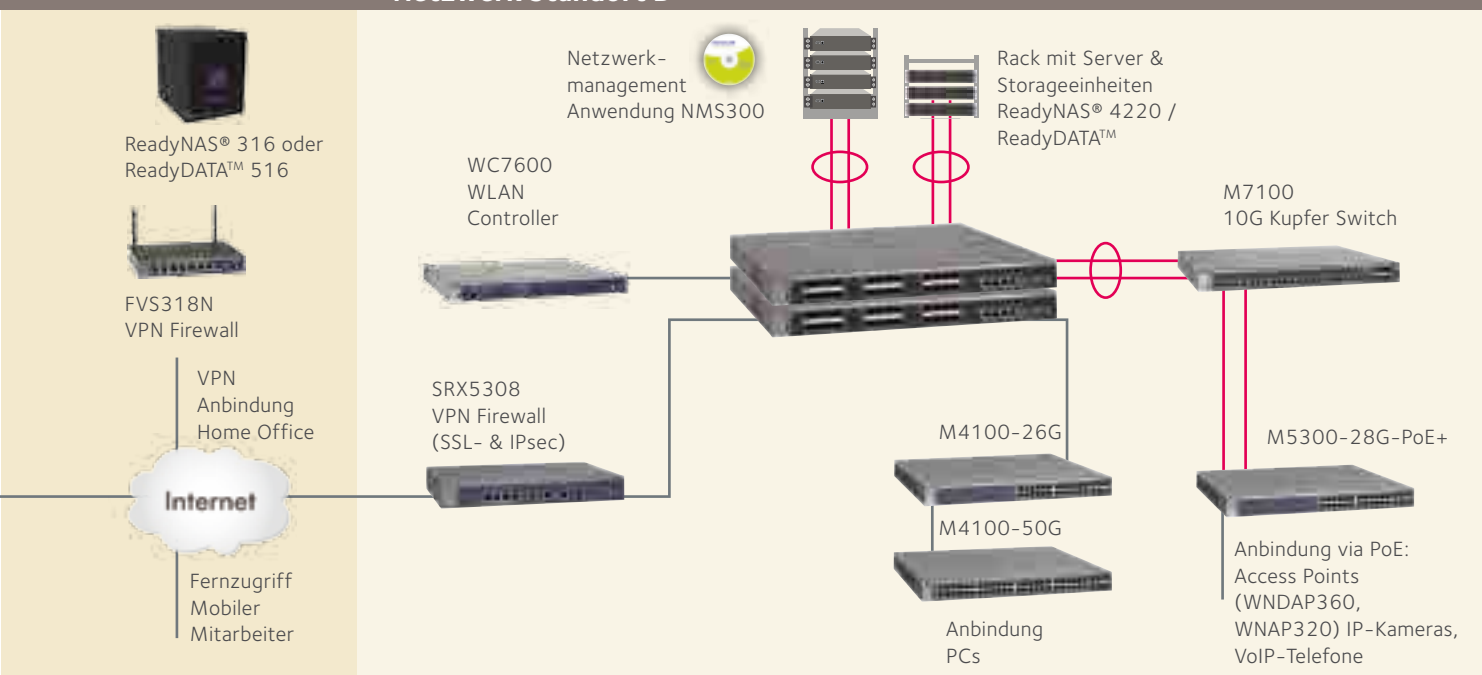 ReadyNAS® 316 oder
ReadyDATA™ 516
FVS318N
VPN Firewall
VPN
Anbindung
Home Office
Internet
Fernzugriff
Mobiler
Mitarbeiter
Netzwerk-
management
Anwendung NMS300
Rack mit Server &
Storageeinheiten
ReadyNAS® 4220 /
ReadyDATA™
WC7600
WLAN
Controller
M7100
10G Kupfer Switch
SRX5308
VPN Firewall
(SSL- & IPsec)
M4100-26G
M4100-50G
Anbindung
PCs
M5300-28G-PoE+
Anbindung via PoE:
Access Points
(WNDAP360,
WNAP320) IP-Kameras,
VoIP-Telefone